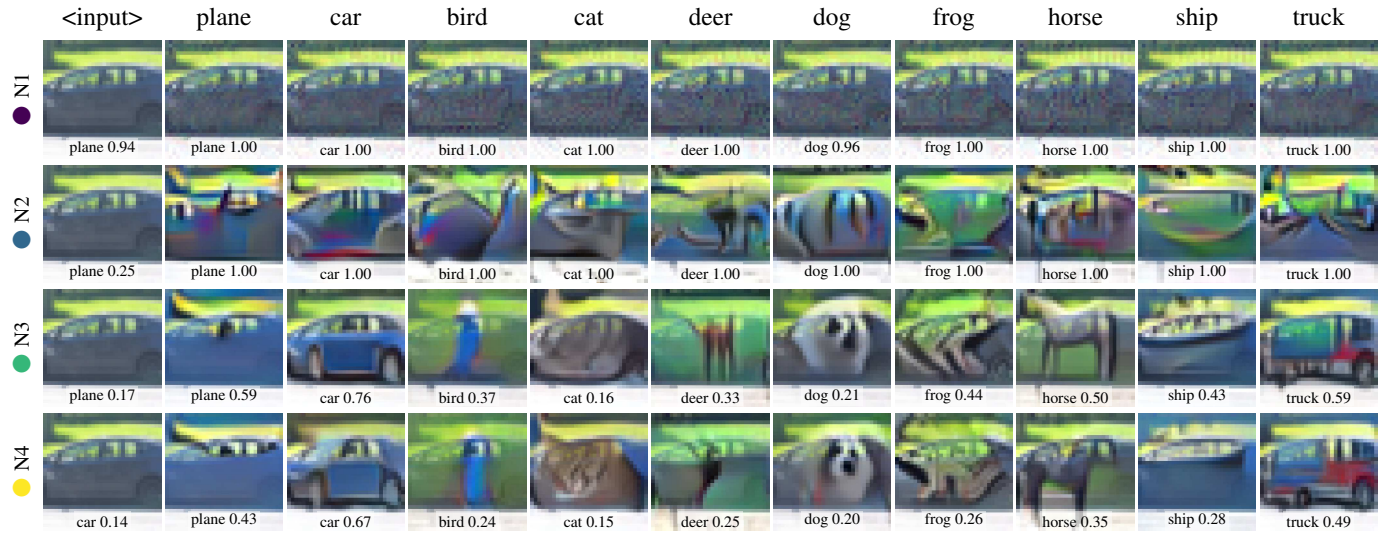 <input> plane car bird cat deer dog frog horse ship truck
N1
plane 0.94 plane 1.00 car 1.00 bird 1.00 cat 1.00 deer 1.00 dog 0.96 frog 1.00 horse 1.00 ship 1.00 truck 1.00
N2
plane 0.25 plane 1.00 car 1.00 bird 1.00 cat 1.00 deer 1.00 dog 1.00 frog 1.00 horse 1.00 ship 1.00 truck 1.00
N3
plane 0.17 plane 0.59 car 0.76 bird 0.37 cat 0.16 deer 0.33 dog 0.21 frog 0.44 horse 0.50 ship 0.43 truck 0.59
N4
car 0.14 plane 0.43 car 0.67 bird 0.24 cat 0.15 deer 0.25 dog 0.20 frog 0.26 horse 0.35 ship 0.28 truck 0.49